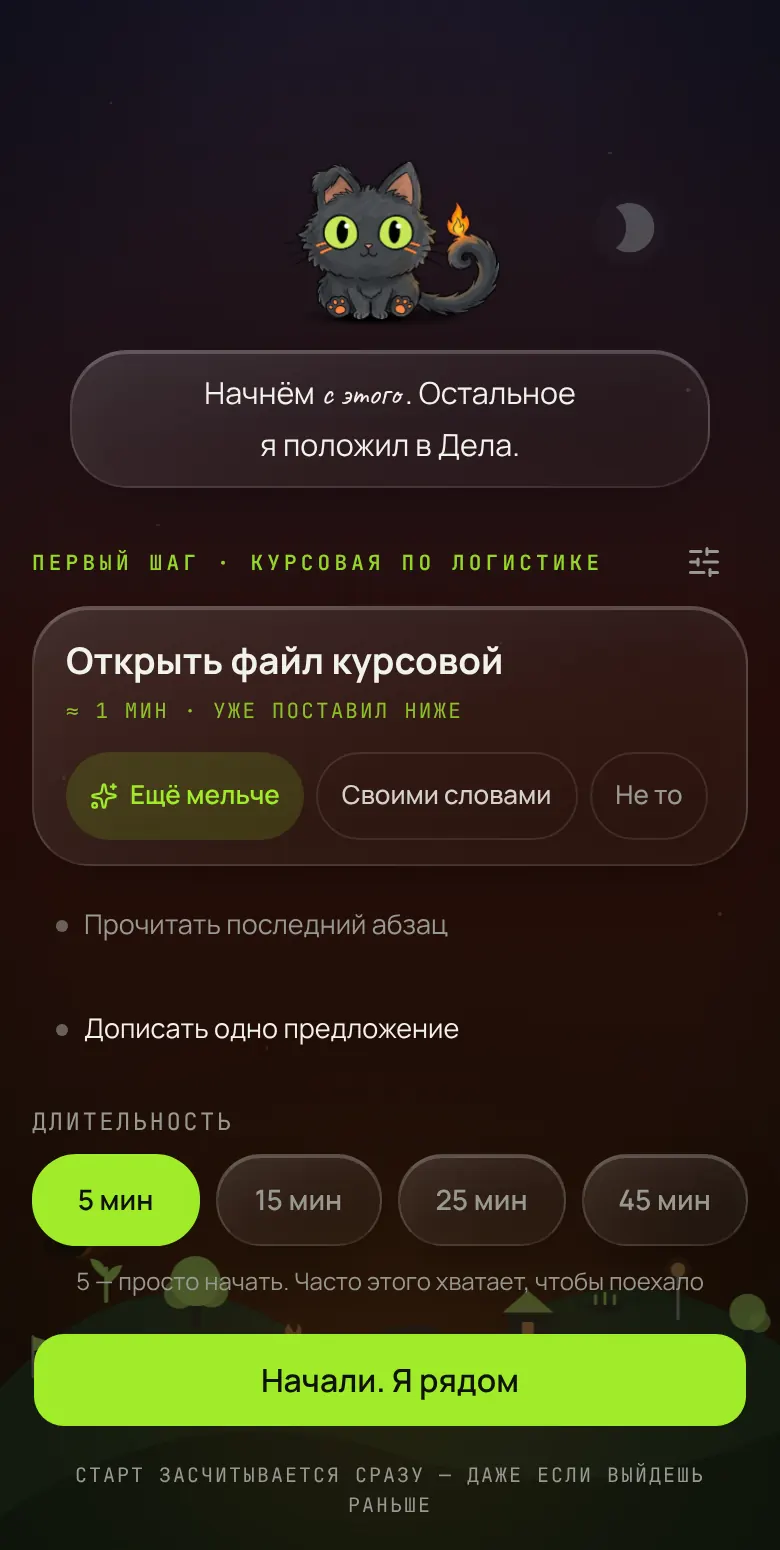 Начнём с этого. Остальное
я положил в Дела.
ПЕРВЫЙ ШАГ · КУРСОВАЯ ПО ЛОГИСТИКЕ
Открыть файл курсовой
≈ 1 МИН · УЖЕ ПОСТАВИЛ НИЖЕ
Ещё мельче Своими словами Не то
Прочитать последний абзац
Дописать одно предложение
ДЛИТЕЛЬНОСТЬ
5 мин 15 мин 25 мин 45 мин
5 — просто начать. Часто этого хватает, чтобы поехало
Начали. Я рядом
СТАРТ ЗАСЧИТЫВАЕТСЯ СРАЗУ — ДАЖЕ ЕСЛИ ВЫЙДЕШЬ
РАНЬШЕ